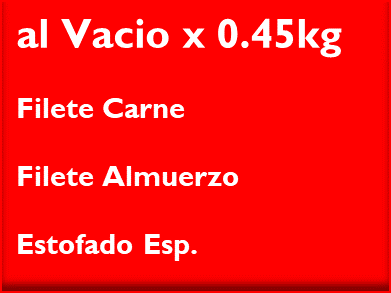 al Vacio x 0.45kg
Filete Carne
Filete Almuerzo
Estofado Esp.